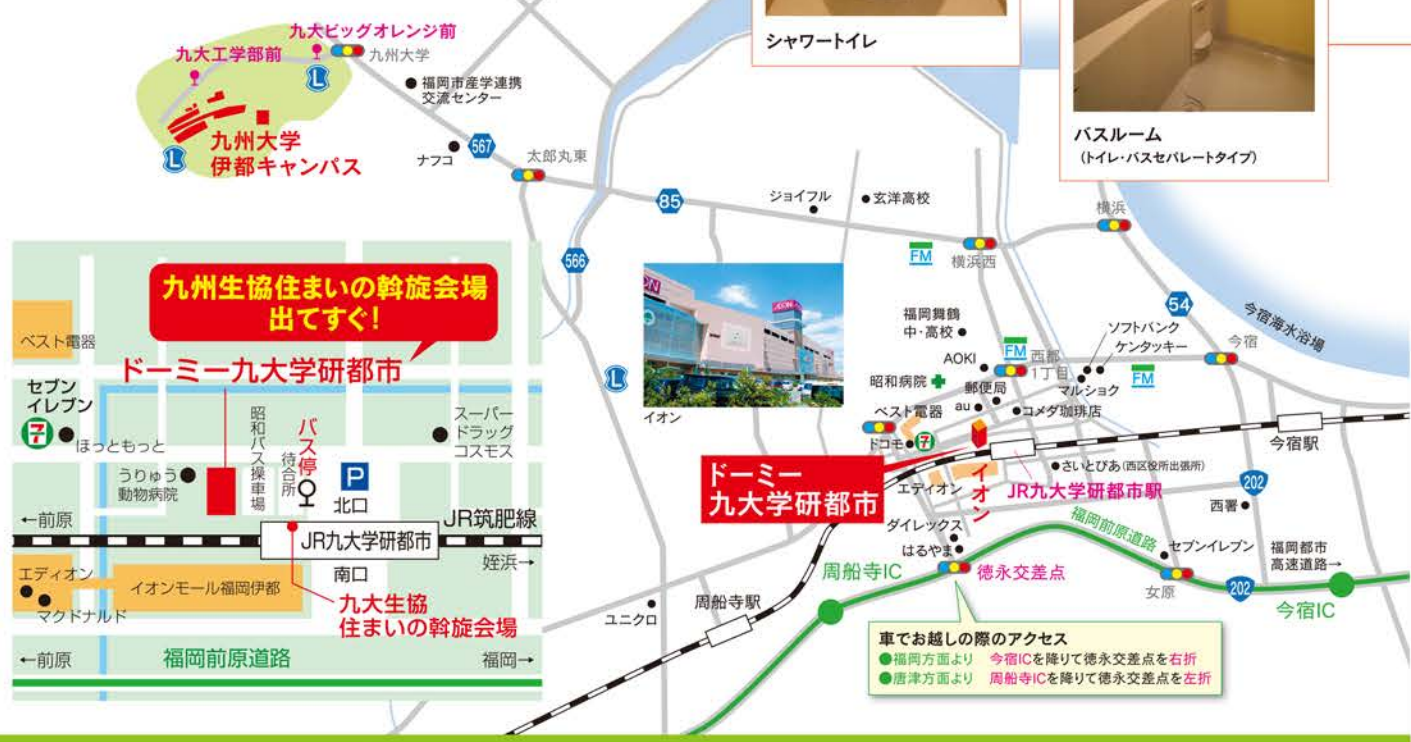 シャワートイレ
バスルーム
(トイレ・バスセパレートタイプ)
九大ビッグオレンジ前
九大工学部前
九州大学
福岡市産学連携
交流センター
九州大学
伊都キャンパス
ナフコ
567
太郎丸東
85
566
ジョイフル
玄洋高校
横浜
FM
横浜西
54
今宿海水浴場
福岡舞鶴
中・高校
ソフトバンク
ケンタッキー
今宿
AOKI
FM
西都
1丁目
FM
昭和病院
郵便局
マルショク
au
コメダ珈琲店
ベスト電器
ドコモ
AEON
AEON
イオン
今宿駅
ドーミー
九大学研都市
エディオン
イオン
さいとぴあ(西区役所出張所)
JR九大学研都市駅
202
西署
ダイレックス
はるやま
福岡前原道路
セブンイレブン
福岡都市
高速道路→
周船寺IC
徳永交差点
女原
202
今宿IC
周船寺駅
ユニクロ
車でお越しの際のアクセス
●福岡方面より 今宿ICを降りて徳永交差点を右折
●唐津方面より 周船寺ICを降りて徳永交差点を左折
九州生協住まいの斡旋会場
出てすぐ!
ベスト電器
ドーミー九大学研都市
セブン
イレブン
ほっともっと
うりゅう
動物病院
昭和バス操車場
バス停
待合所
P
北口
スーパー
ドラッグ
コスモス
←前原
JR筑肥線
JR九大学研都市
姪浜→
エディオン
マクドナルド
イオンモール福岡伊都
南口
九大生協
住まいの斡旋会場
←前原
福岡前原道路
福岡→